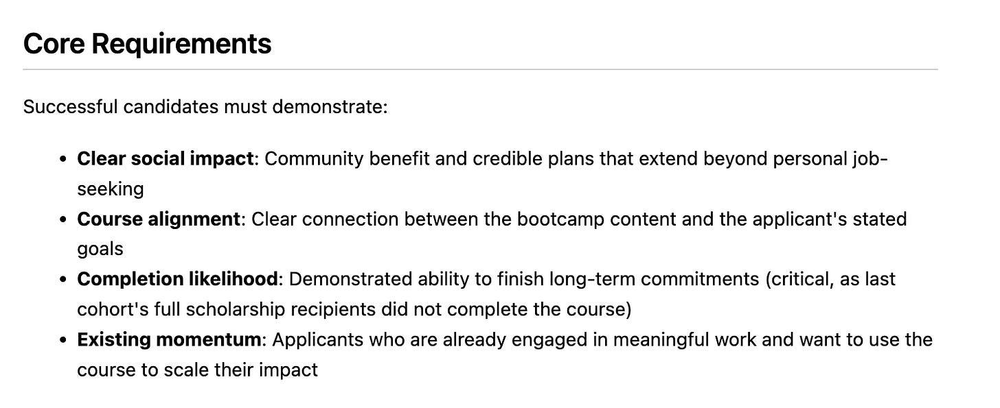 Core Requirements
Successful candidates must demonstrate:
• Clear social impact: Community benefit and credible plans that extend beyond personal job-
seeking
• Course alignment: Clear connection between the bootcamp content and the applicant's stated
goals
• Completion likelihood: Demonstrated ability to finish long-term commitments (critical, as last
cohort's full scholarship recipients did not complete the course)
• Existing momentum: Applicants who are already engaged in meaningful work and want to use the
course to scale their impact